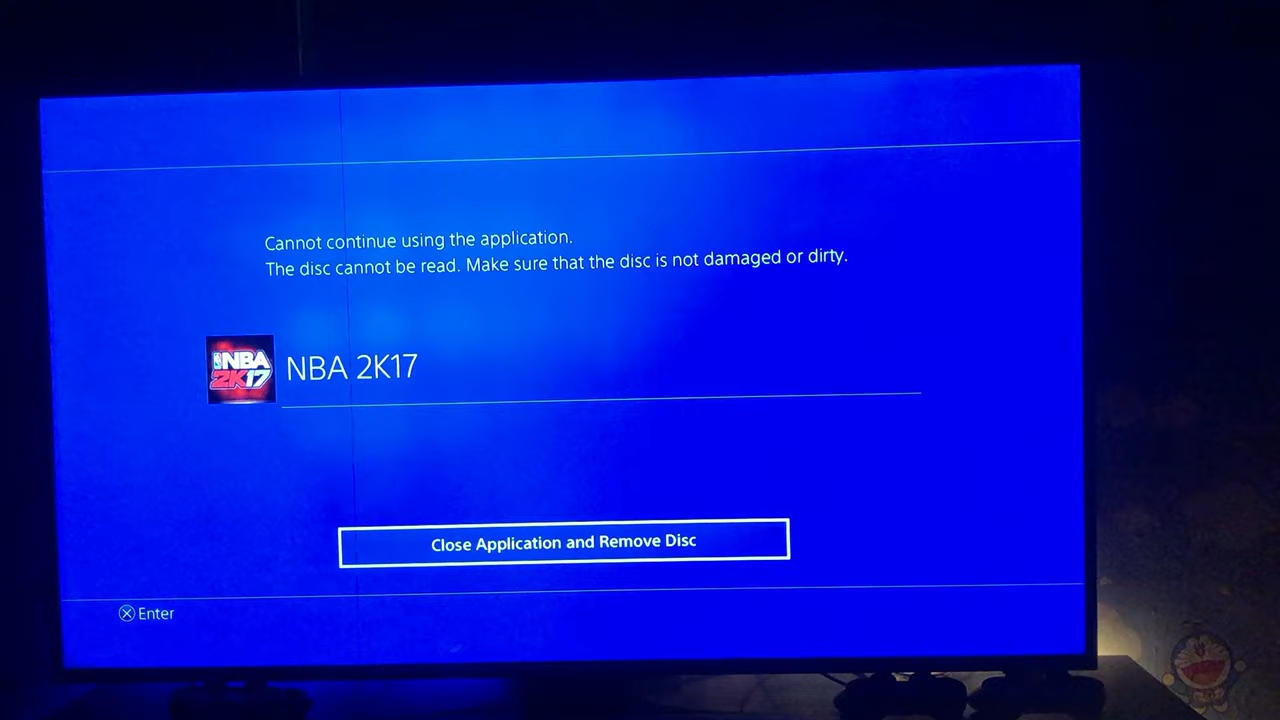 Cannot continue using the application.
The disc cannot be read. Make sure that the disc is not damaged or dirty.
NBA
2K17
NBA 2K17
Close Application and Remove Disc
Enter